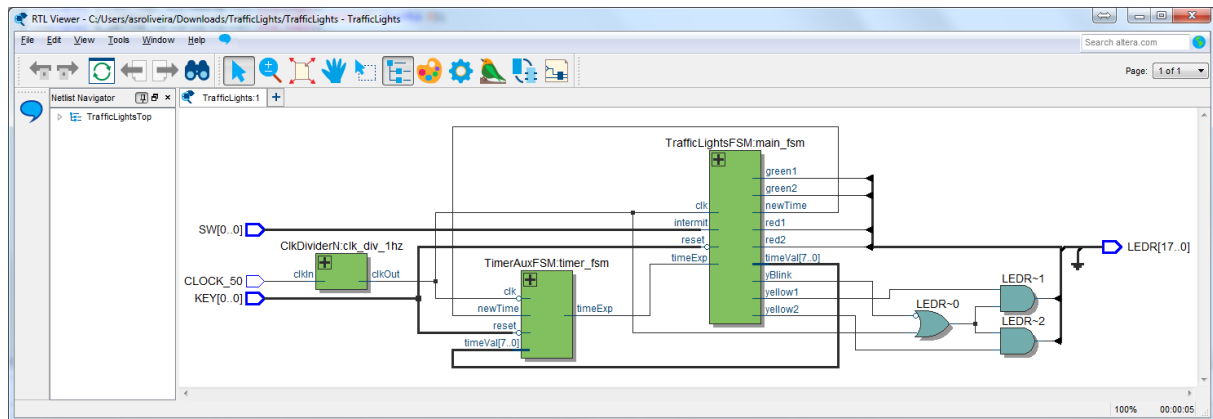 RTL Viewer - C:/Users/asroliveira/Downloads/TrafficLights/TrafficLights - TrafficLights
File Edit View Tools Window Help
Search altera.com
Page: 1 of 1
Netlist Navigator
TrafficLights:1
TrafficLightsTop
TrafficLightsFSM:main_fsm
clk
intermit
reset
timeExp
green1
green2
newTime
red1
red2
timeVal[7..0]
yBlink
yellow1
yellow2
SW[0..0]
CLOCK_50
KEY[0..0]
ClkDividerN:clk_div_1hz
clkIn
clkOut
TimerAuxFSM:timer_fsm
clk
newTime
reset
timeVal[7..0]
timeExp
LEDR~0
LEDR~1
LEDR~2
LEDR[17..0]
100% 00:00:05